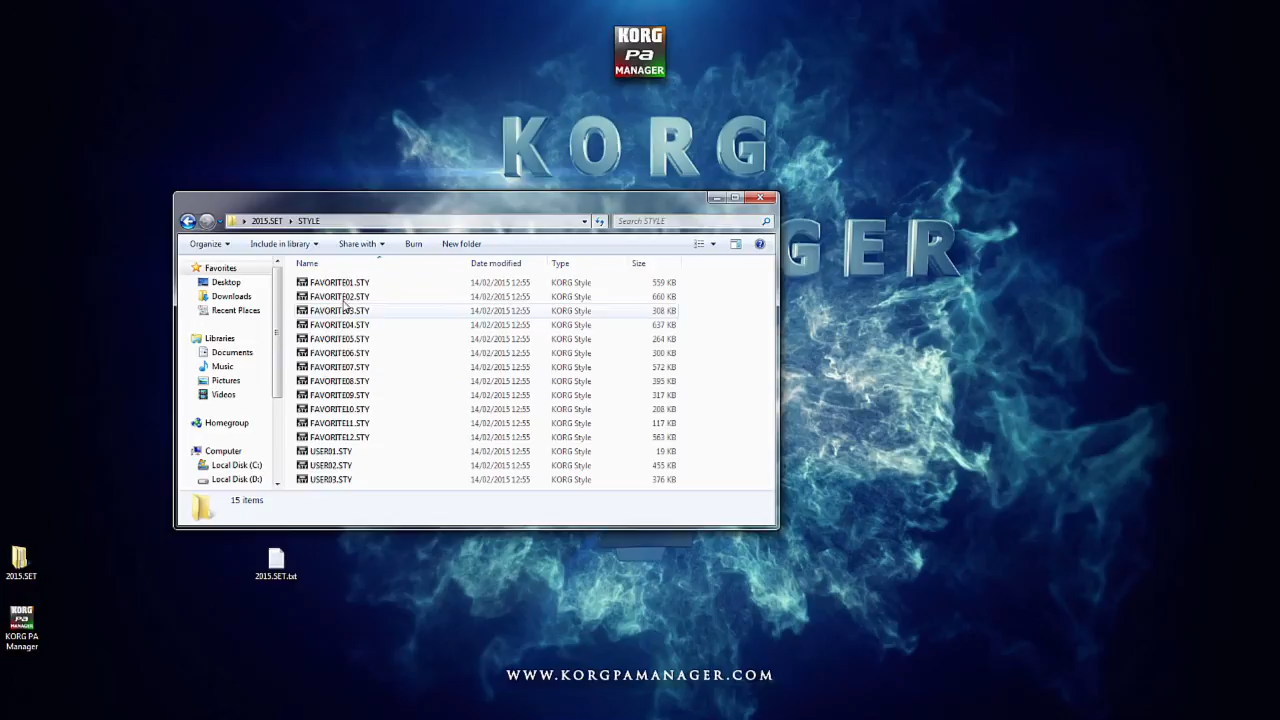 KORG
Pa
MANAGER
KORG
GER
2015.SET STYLE
Search STYLE
Organize Include in library Share with Burn New folder
Name Date modified Type Size
Favorites
Desktop
Downloads
Recent Places
Libraries
Documents
Music
Pictures
Videos
Homegroup
Computer
Local Disk (C:)
Local Disk (D:)
FAVORITE01.STY 14/02/2015 12:55 KORG Style 559 KB
FAVORITE02.STY 14/02/2015 12:55 KORG Style 660 KB
FAVORITE03.STY 14/02/2015 12:55 KORG Style 308 KB
FAVORITE04.STY 14/02/2015 12:55 KORG Style 637 KB
FAVORITE05.STY 14/02/2015 12:55 KORG Style 264 KB
FAVORITE06.STY 14/02/2015 12:55 KORG Style 300 KB
FAVORITE07.STY 14/02/2015 12:55 KORG Style 572 KB
FAVORITE08.STY 14/02/2015 12:55 KORG Style 395 KB
FAVORITE09.STY 14/02/2015 12:55 KORG Style 317 KB
FAVORITE10.STY 14/02/2015 12:55 KORG Style 208 KB
FAVORITE11.STY 14/02/2015 12:55 KORG Style 117 KB
FAVORITE12.STY 14/02/2015 12:55 KORG Style 563 KB
USER01.STY 14/02/2015 12:55 KORG Style 19 KB
USER02.STY 14/02/2015 12:55 KORG Style 455 KB
USER03.STY 14/02/2015 12:55 KORG Style 376 KB
15 items
2015.SET
2015.SET.txt
KORG
Pa
MANAGER
KORG PA
Manager
WWW.KORGPAMANAGER.COM